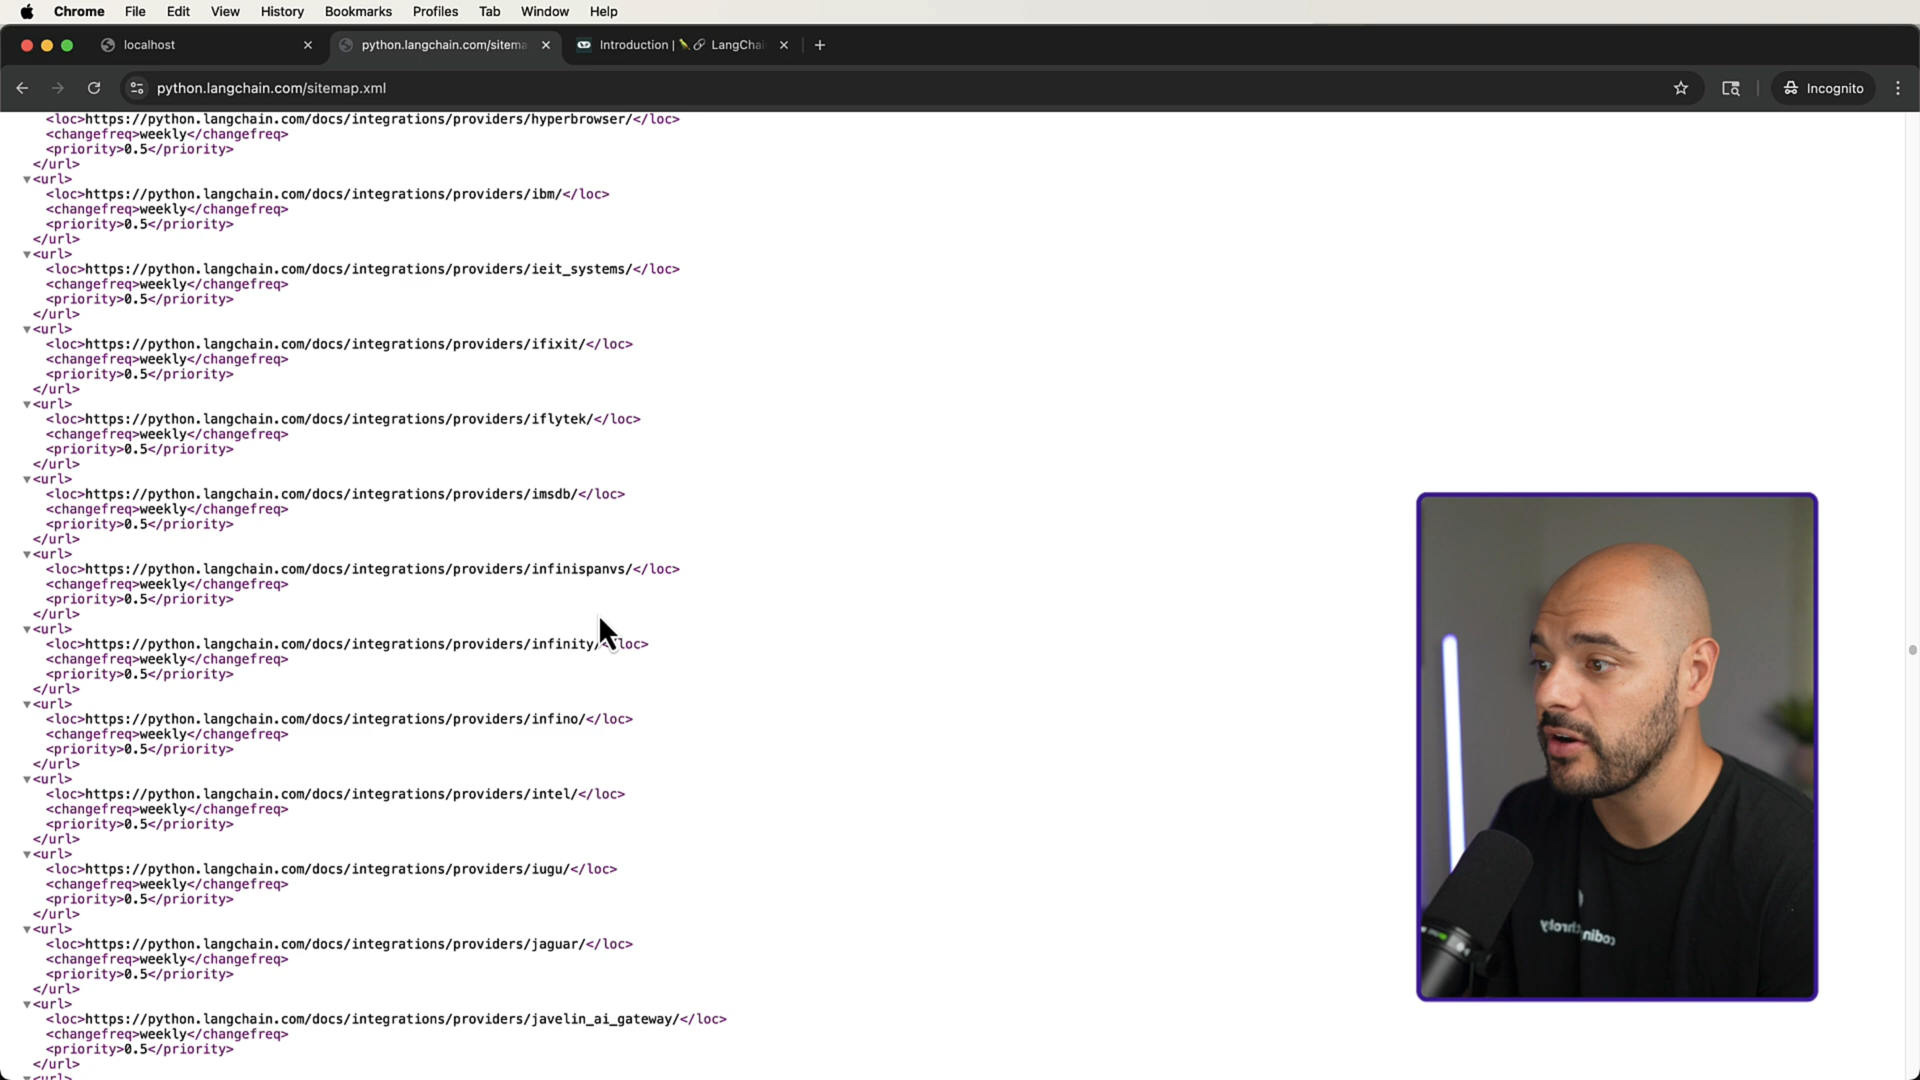 Chrome File Edit View History Bookmarks Profiles Tab Window Help
localhost
python.langchain.com/sitema
Introduction | LangChai
python.langchain.com/sitemap.xml
Incognito
<loc>https://python.langchain.com/docs/integrations/providers/hyperbrowser/</loc>
<changefreq>weekly</changefreq>
<priority>0.5</priority>
</url>
<url>
<loc>https://python.langchain.com/docs/integrations/providers/ibm/</loc>
<changefreq>weekly</changefreq>
<priority>0.5</priority>
</url>
<url>
<loc>https://python.langchain.com/docs/integrations/providers/ieit_systems/</loc>
<changefreq>weekly</changefreq>
<priority>0.5</priority>
</url>
<url>
<loc>https://python.langchain.com/docs/integrations/providers/ifixit/</loc>
<changefreq>weekly</changefreq>
<priority>0.5</priority>
</url>
<url>
<loc>https://python.langchain.com/docs/integrations/providers/iflytek/</loc>
<changefreq>weekly</changefreq>
<priority>0.5</priority>
</url>
<url>
<loc>https://python.langchain.com/docs/integrations/providers/imsdb/</loc>
<changefreq>weekly</changefreq>
<priority>0.5</priority>
</url>
<url>
<loc>https://python.langchain.com/docs/integrations/providers/infinispanvs/</loc>
<changefreq>weekly</changefreq>
<priority>0.5</priority>
</url>
<url>
<loc>https://python.langchain.com/docs/integrations/providers/infinity/</loc>
<changefreq>weekly</changefreq>
<priority>0.5</priority>
</url>
<url>
<loc>https://python.langchain.com/docs/integrations/providers/infino/</loc>
<changefreq>weekly</changefreq>
<priority>0.5</priority>
</url>
<url>
<loc>https://python.langchain.com/docs/integrations/providers/intel/</loc>
<changefreq>weekly</changefreq>
<priority>0.5</priority>
</url>
<url>
<loc>https://python.langchain.com/docs/integrations/providers/iugu/</loc>
<changefreq>weekly</changefreq>
<priority>0.5</priority>
</url>
<url>
<loc>https://python.langchain.com/docs/integrations/providers/jaguar/</loc>
<changefreq>weekly</changefreq>
<priority>0.5</priority>
</url>
<url>
<loc>https://python.langchain.com/docs/integrations/providers/javelin_ai_gateway/</loc>
<changefreq>weekly</changefreq>
<priority>0.5</priority>
</url>
<url>